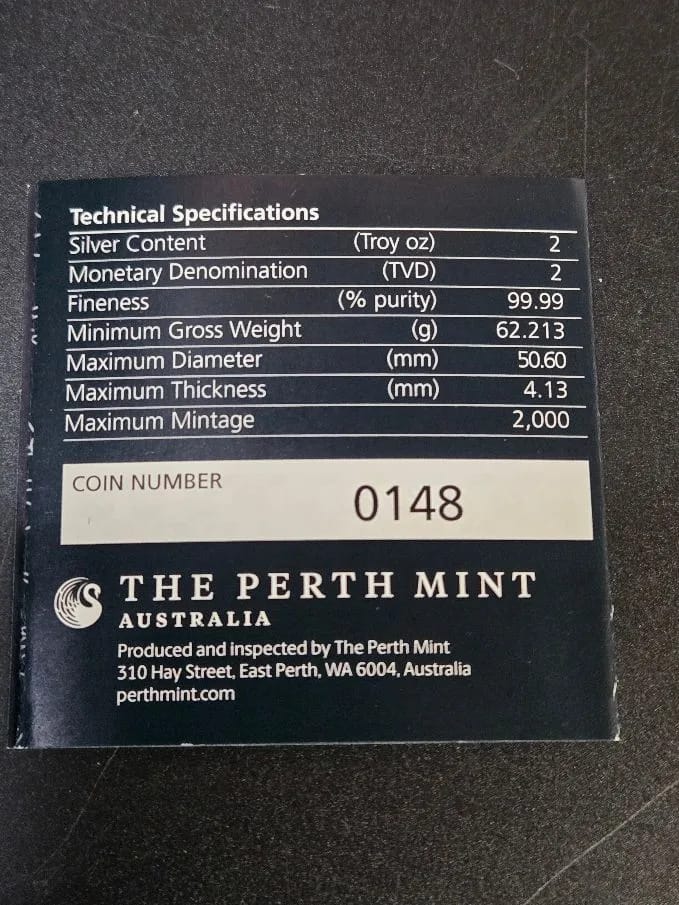 Technical Specifications
Silver Content (Troy oz) 2
Monetary Denomination (TVD) 2
Fineness (% purity) 99.99
Minimum Gross Weight (g) 62.213
Maximum Diameter (mm) 50.60
Maximum Thickness (mm) 4.13
Maximum Mintage 2,000
COIN NUMBER 0148
THE PERTH MINT
AUSTRALIA
Produced and inspected by The Perth Mint
310 Hay Street, East Perth, WA 6004, Australia
perthmint.com